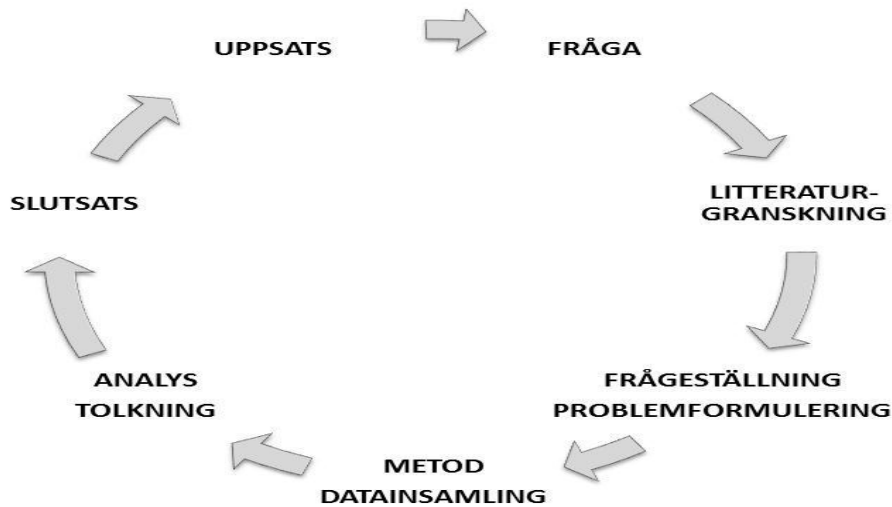 UPPSATS
FRÅGA
LITTERATUR-
GRANSKNING
FRÅGESTÄLLNING
PROBLEMFORMULERING
METOD
DATAINSAMLING
ANALYS
TOLKNING
SLUTSATS